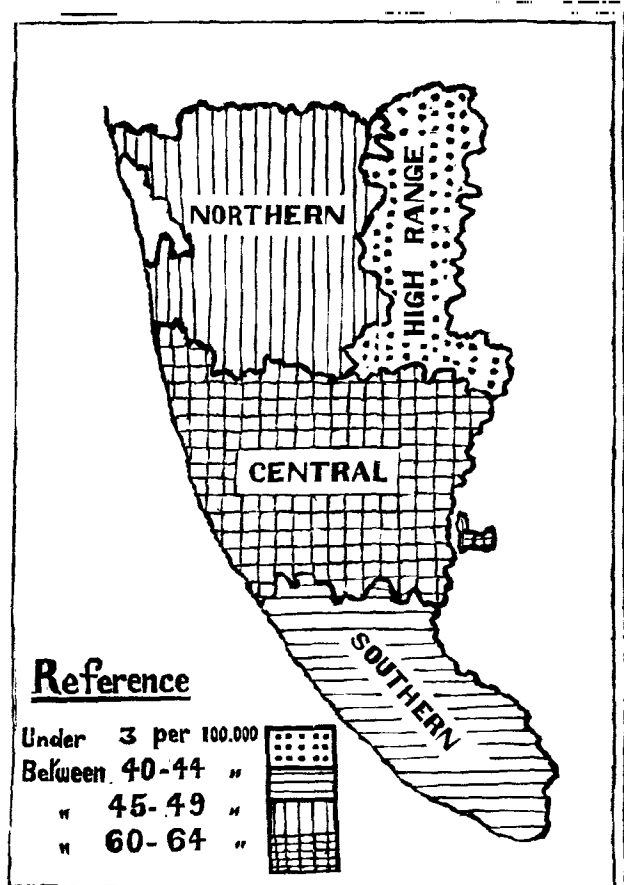 NORTHERN
HIGH RANGE
CENTRAL
SOUTHERN
Reference
Under 3 per 100.000
Between 40-44 "
" 45-49 "
" 60-64 "